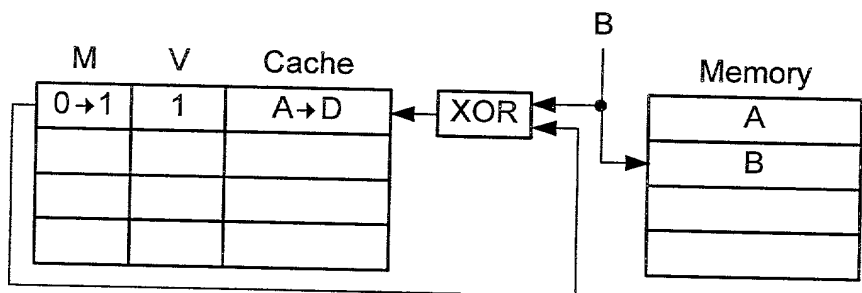 B
M V Cache
Memory
0→1 1 A→D
XOR
A
B